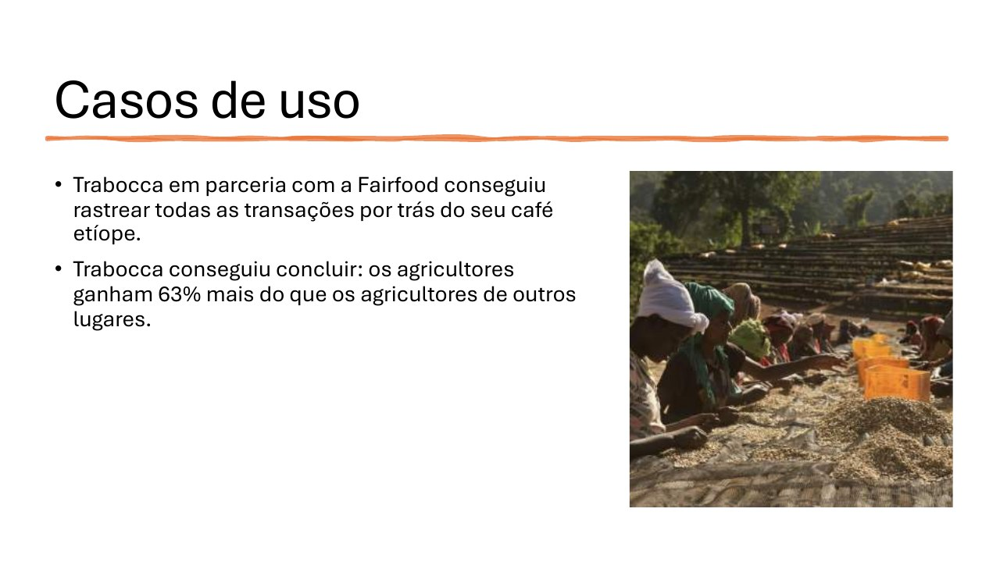 Casos de uso
• Trabocca em parceria com a Fairfood conseguiu
rastrear todas as transações por trás do seu café
etíope.
• Trabocca conseguiu concluir: os agricultores
ganham 63% mais do que os agricultores de outros
lugares.